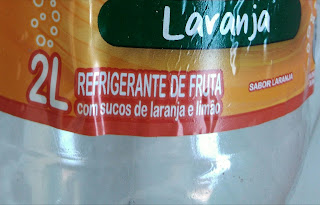 Laranja
2L
REFRIGERANTE DE FRUTA
com sucos de laranja e limão
SABOR LARANJA